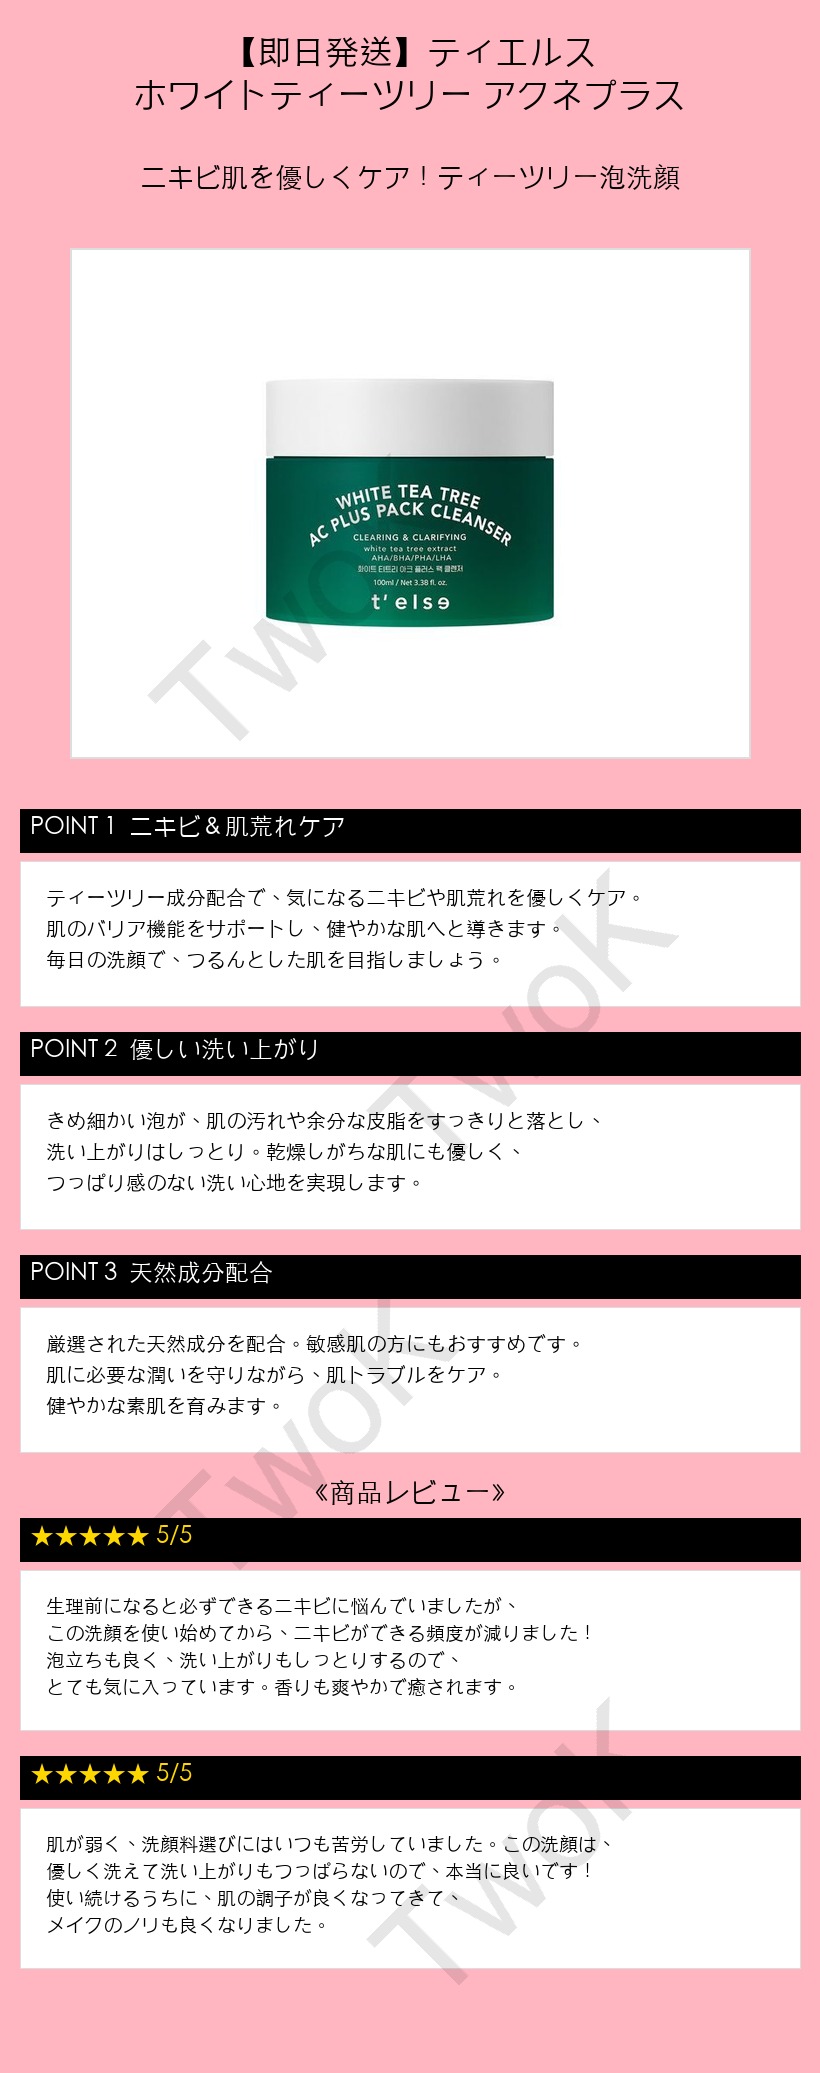 【即日発送】ティエルス
ホワイトティーツリー アクネプラス
ニキビ肌を優しくケア！ティーツリー泡洗顔
WHITE TEA TREE
AC PLUS PACK CLEANSER
CLEARING & CLARIFYING
white tea tree extract
AHA/BHA/PHA/LHA
화이트 티트리 아크 플러스 팩 클렌저
100ml / Net 3.38 fl. oz.
t'else
TwoK
POINT 1 ニキビ＆肌荒れケア
ティーツリー成分配合で、気になるニキビや肌荒れを優しくケア。
肌のバリア機能をサポートし、健やかな肌へと導きます。
毎日の洗顔で、つるんとした肌を目指しましょう。
TwoK
POINT 2 優しい洗い上がり
きめ細かい泡が、肌の汚れや余分な皮脂をすっきりと落とし、
洗い上がりはしっとり。乾燥しがちな肌にも優しく、
つっぱり感のない洗い心地を実現します。
POINT 3 天然成分配合
厳選された天然成分を配合。敏感肌の方にもおすすめです。
肌に必要な潤いを守りながら、肌トラブルをケア。
健やかな素肌を育みます。
TwoK
《商品レビュー》
★★★★★ 5/5
生理前になると必ずできるニキビに悩んでいましたが、
この洗顔を使い始めてから、ニキビができる頻度が減りました！
泡立ちも良く、洗い上がりもしっとりするので、
とても気に入っています。香りも爽やかで癒されます。
★★★★★ 5/5
肌が弱く、洗顔料選びにはいつも苦労していました。この洗顔は、
優しく洗えて洗い上がりもつっぱらないので、本当に良いです！
使い続けるうちに、肌の調子が良くなってきて、
メイクのノリも良くなりました。
TwoK